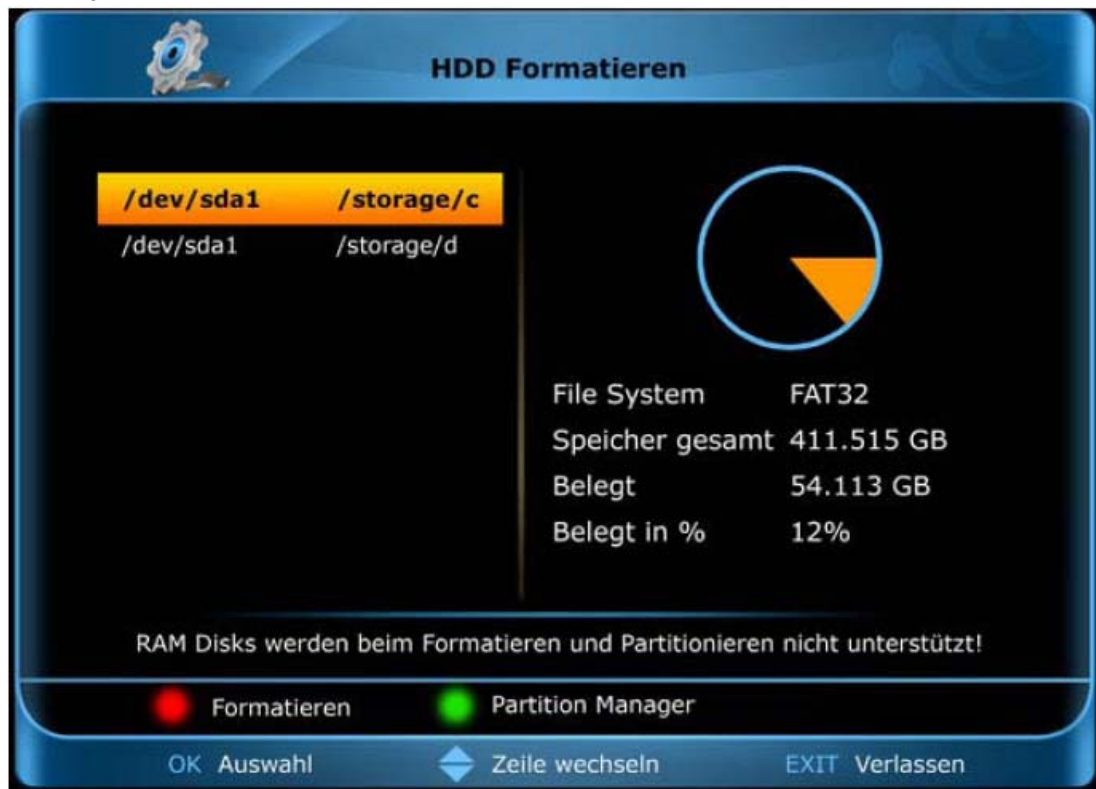 HDD Formatieren
/dev/sda1 /storage/c
/dev/sda1 /storage/d
File System FAT32
Speicher gesamt 411.515 GB
Belegt 54.113 GB
Belegt in % 12%
RAM Disks werden beim Formatieren und Partitionieren nicht unterstützt!
Formatieren Partition Manager
OK Auswahl Zeile wechseln EXIT Verlassen